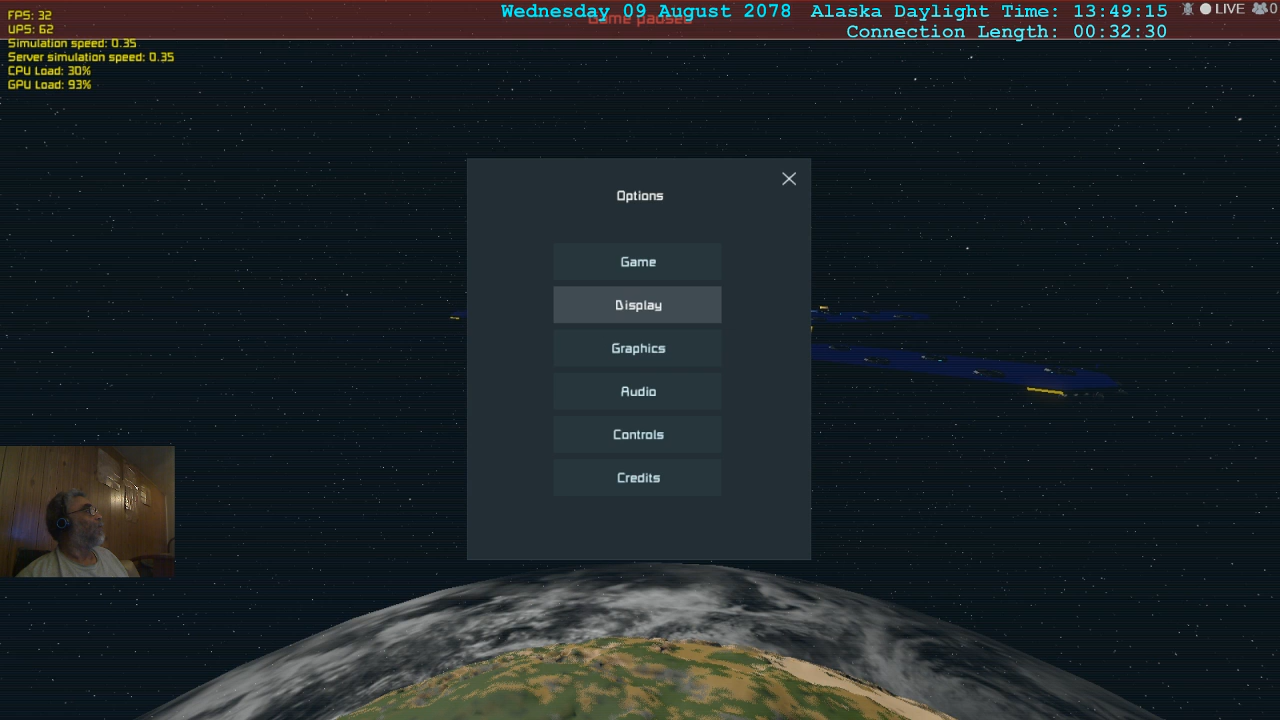 Wednesday 09 August 2078 Alaska Daylight Time: 13:49:15 LIVE 0
Game paused
Connection Length: 00:32:30
FPS: 32
UPS: 62
Simulation speed: 0.35
Server simulation speed: 0.35
CPU Load: 30%
GPU Load: 93%
Options
Game
Display
Graphics
Audio
Controls
Credits